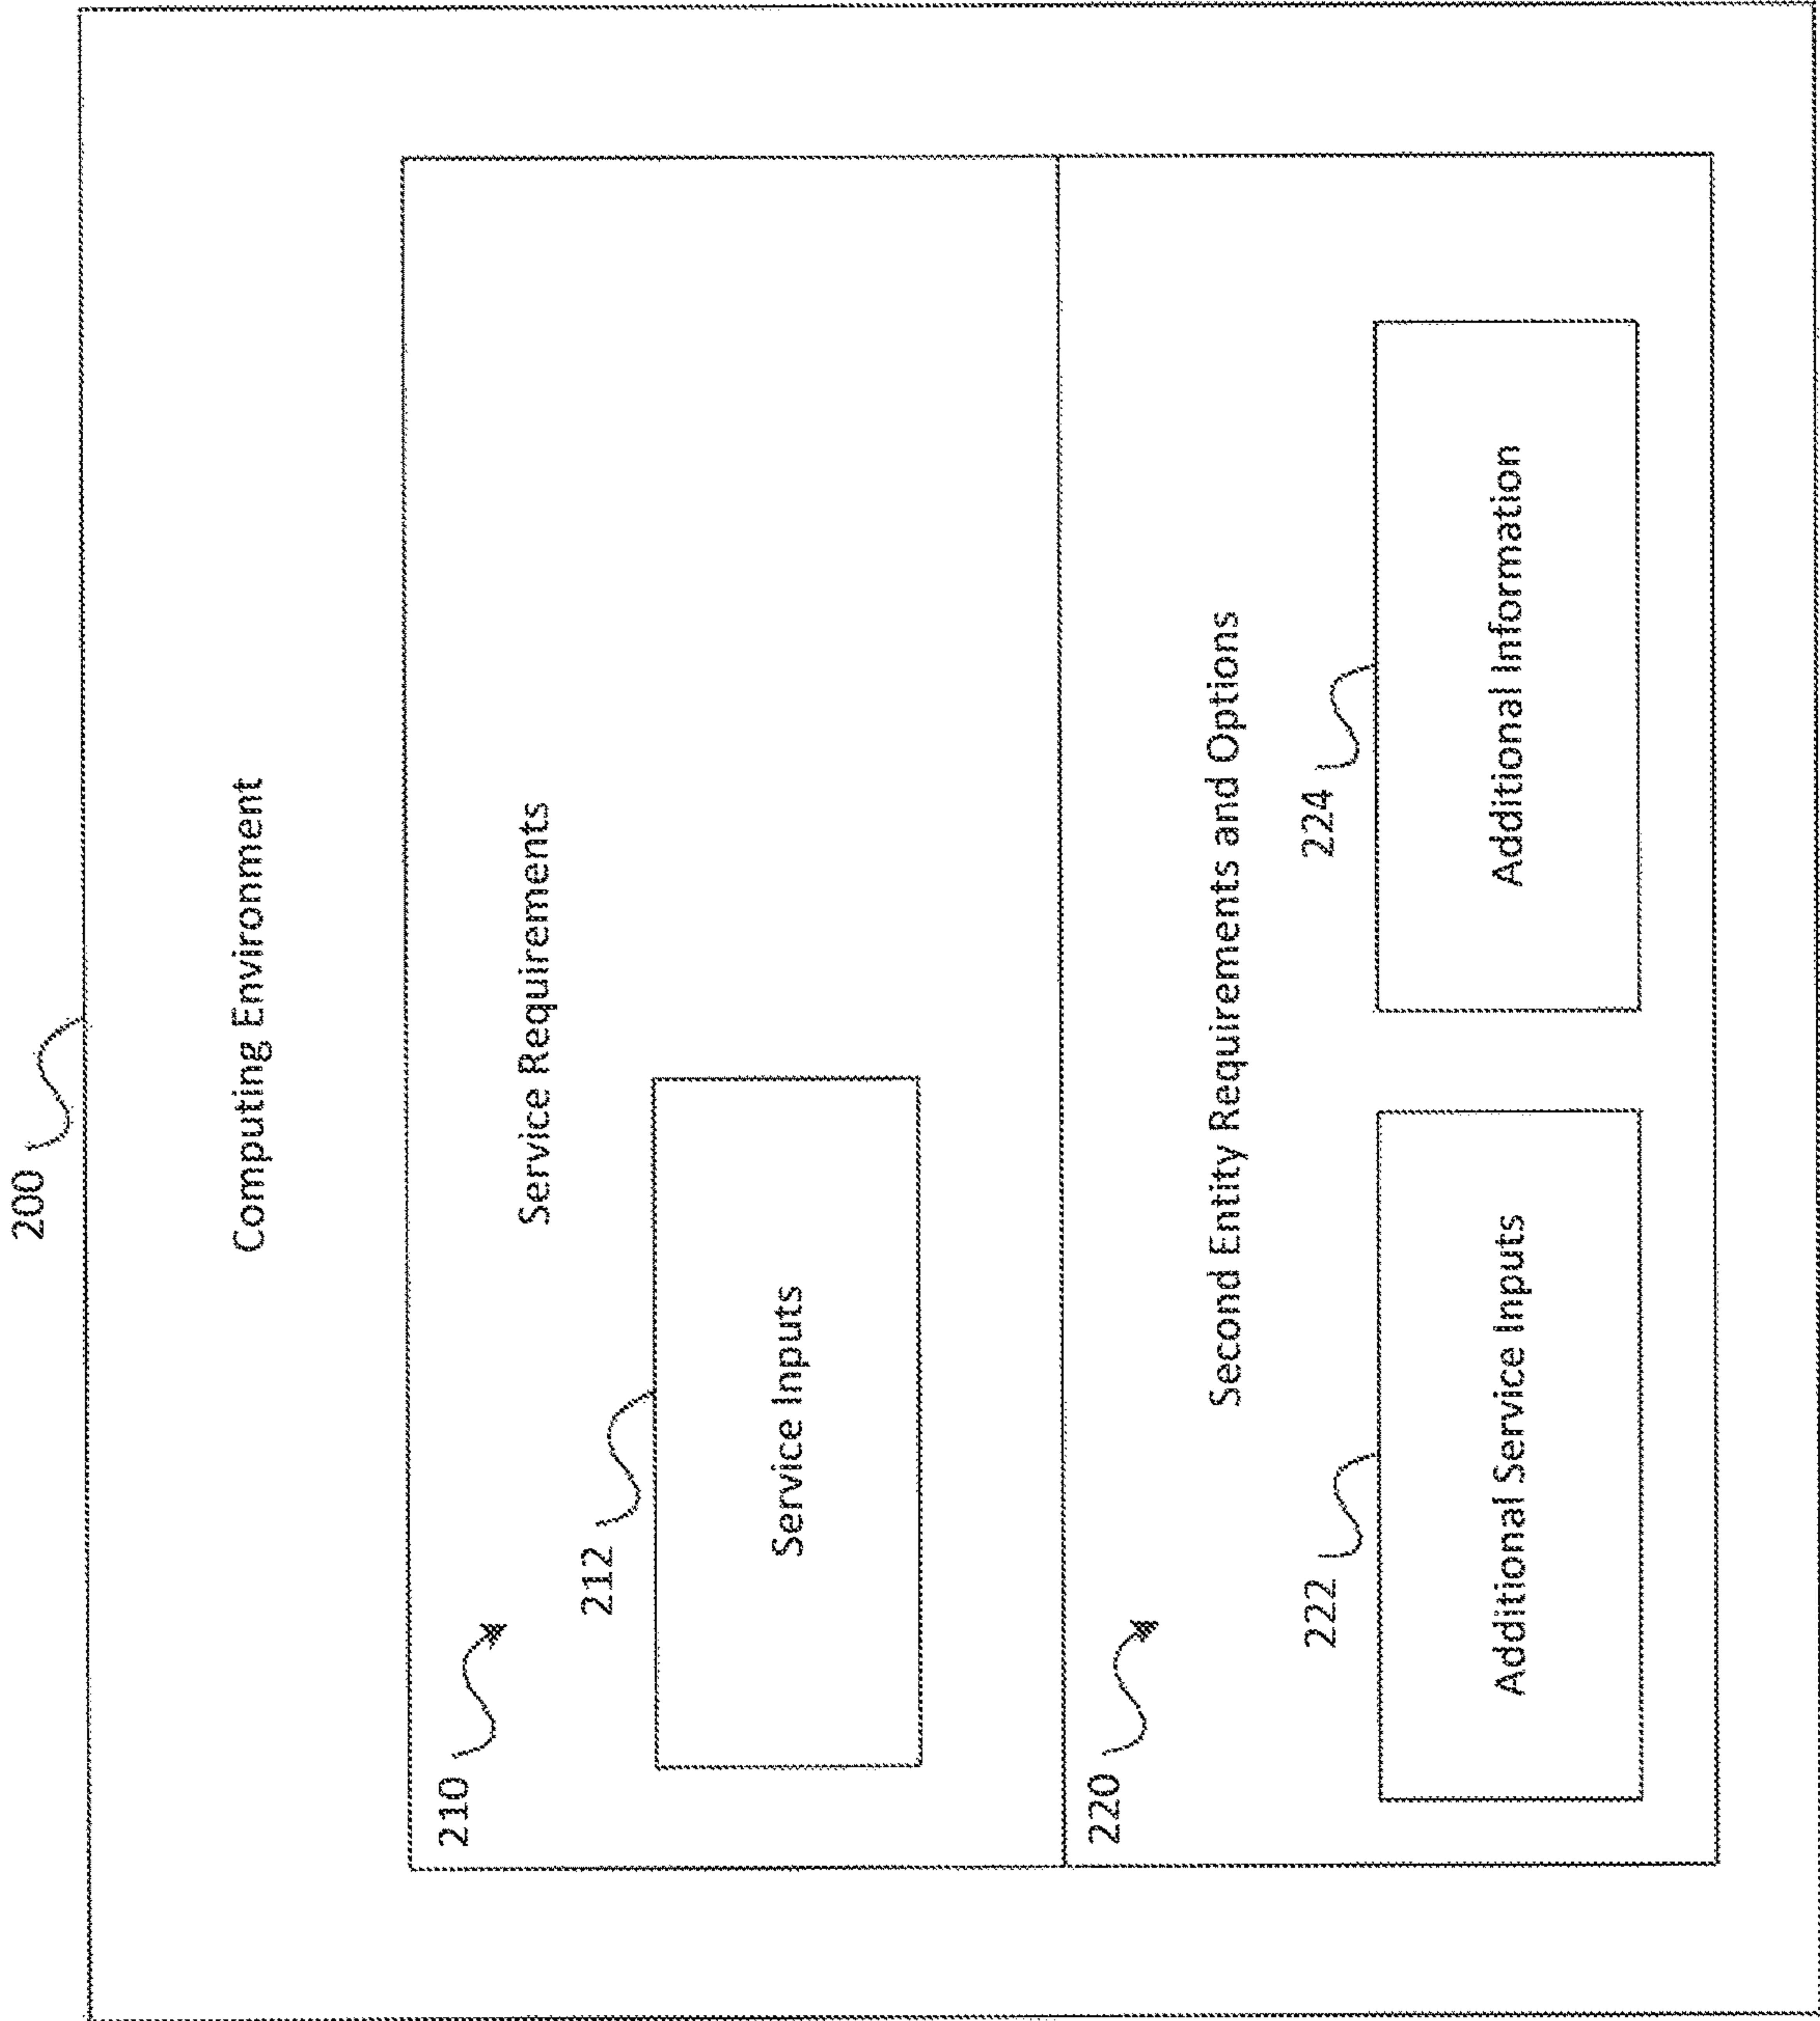 200
Computing Environment
210
Service Requirements
212
Service Inputs
220
Second Entity Requirements and Options
222
224
Additional Service Inputs
Additional Information